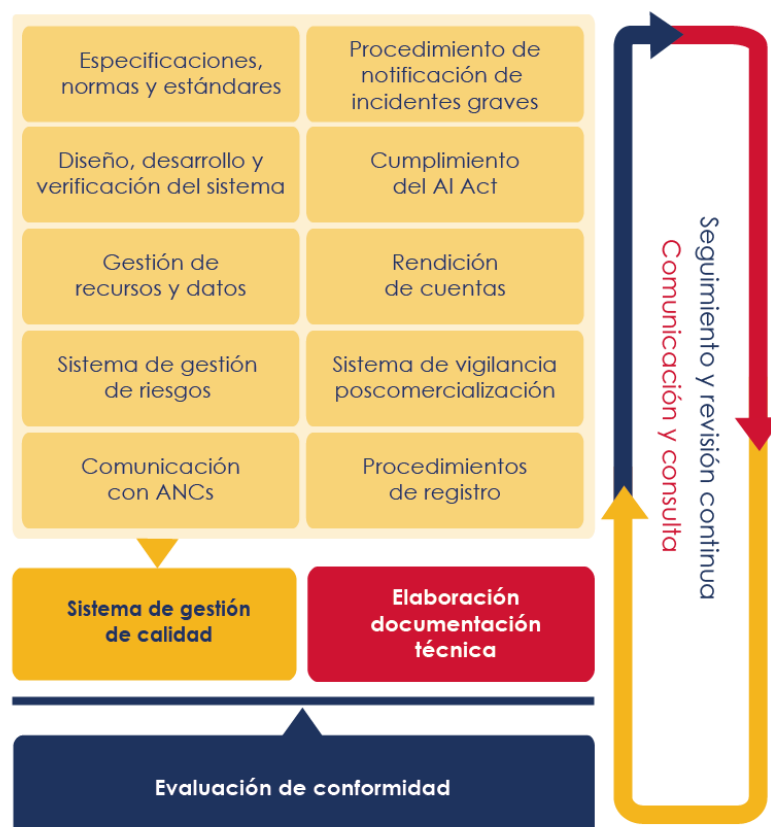 Especificaciones,
normas y estándares
Procedimiento de
notificación de
incidentes graves
Diseño, desarrollo y
verificación del sistema
Cumplimiento
del AI Act
Gestión de
recursos y datos
Rendición
de cuentas
Sistema de gestión
de riesgos
Sistema de vigilancia
poscomercialización
Comunicación
con ANCs
Procedimientos
de registro
Sistema de gestión
de calidad
Elaboración
documentación
técnica
Evaluación de conformidad
Seguimiento y revisión continua
Comunicación y consulta